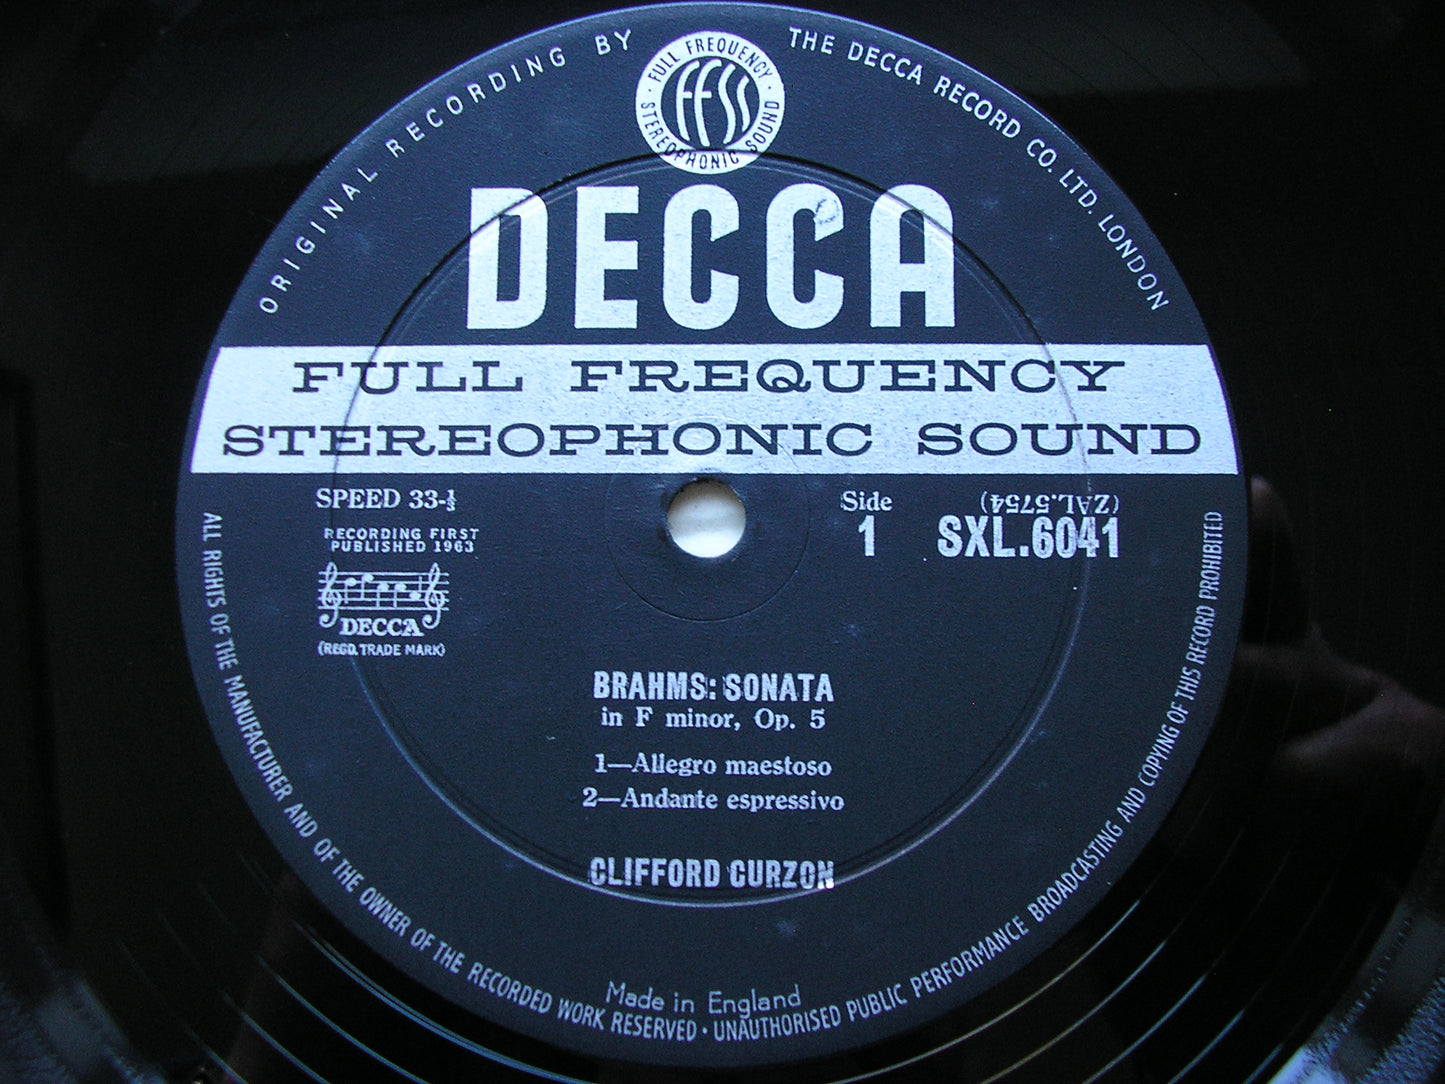 ORIGINAL RECORDING BY
THE DECCA RECORD CO. LTD. LONDON
FULL FREQUENCY
STEREOPHONIC SOUND
FFSS
DECCA
FULL FREQUENCY
STEREOPHONIC SOUND
SPEED 33-⅓
RECORDING FIRST
PUBLISHED 1963
DECCA
(REGD. TRADE MARK)
Side
1
(ZAL.5754)
SXL.6041
BRAHMS: SONATA
in F minor, Op. 5
1—Allegro maestoso
2—Andante espressivo
CLIFFORD CURZON
Made in England
ALL RIGHTS OF THE MANUFACTURER AND OF THE OWNER OF THE RECORDED WORK RESERVED · UNAUTHORISED PUBLIC PERFORMANCE BROADCASTING AND COPYING OF THIS RECORD PROHIBITED